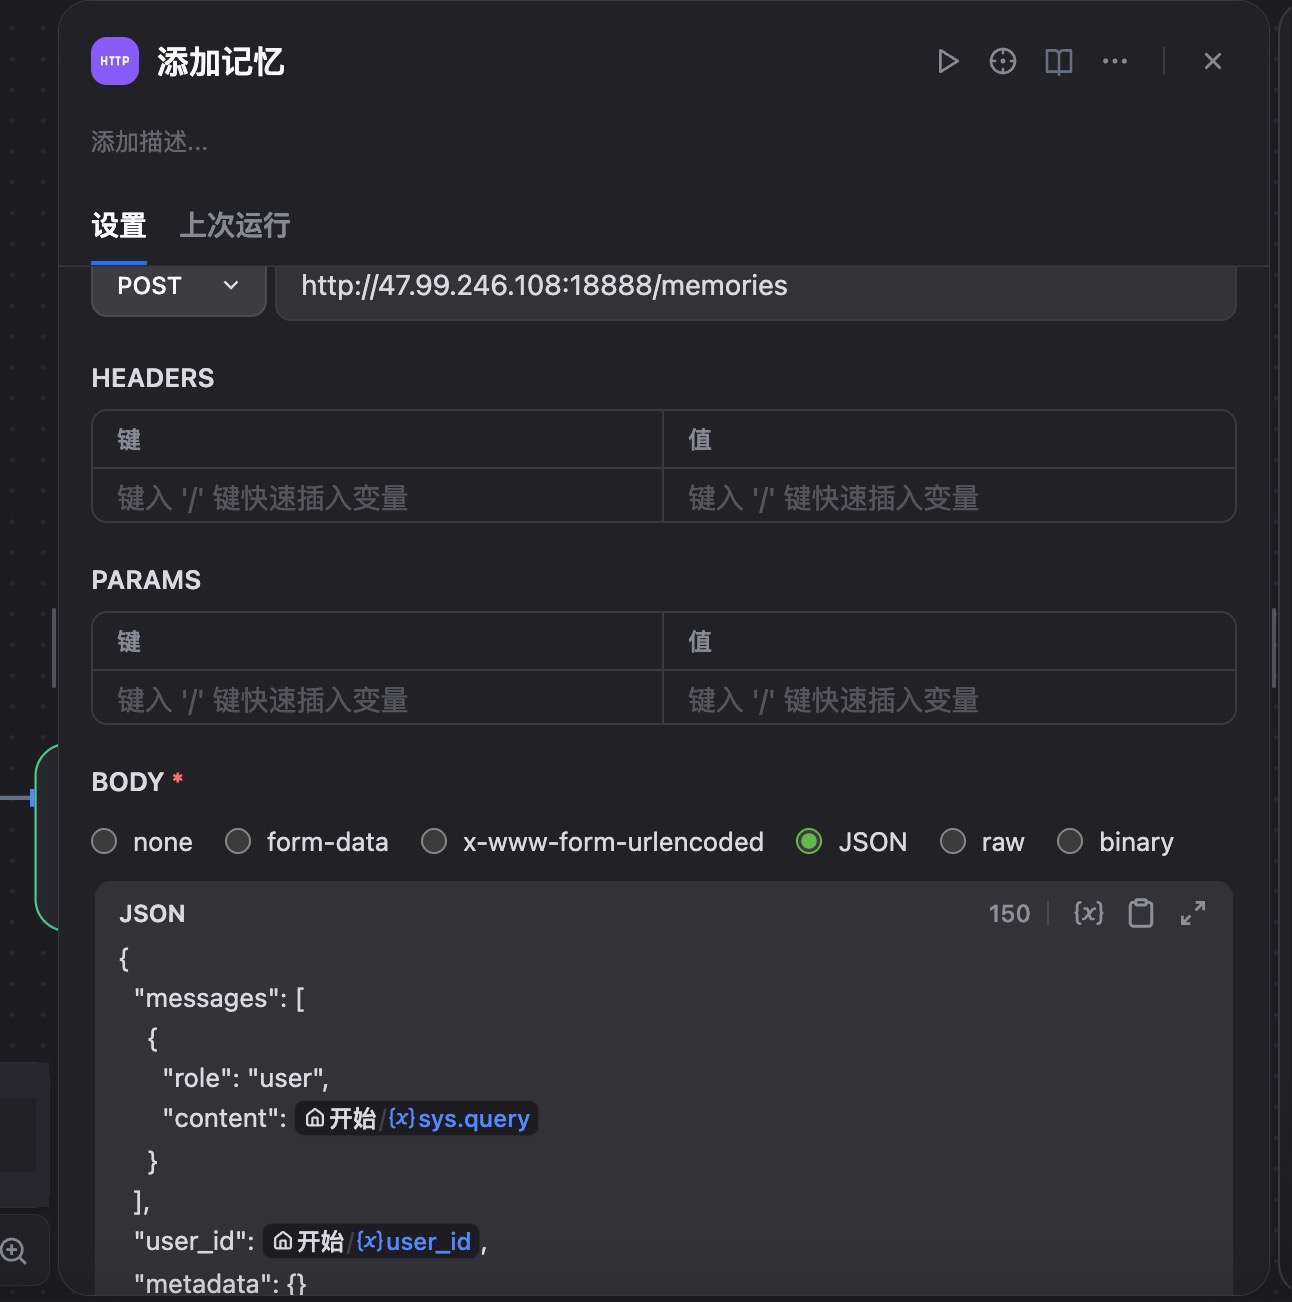 HTTP 添加记忆
添加描述...
设置 上次运行
POST http://47.99.246.108:18888/memories
HEADERS
键 值
键入 '/' 键快速插入变量 键入 '/' 键快速插入变量
PARAMS
键 值
键入 '/' 键快速插入变量 键入 '/' 键快速插入变量
BODY *
none form-data x-www-form-urlencoded JSON raw binary
JSON 150 {x}
{
"messages": [
{
"role": "user",
"content": 开始/{x}sys.query
}
],
"user_id": 开始/{x}user_id ,
"metadata": {}